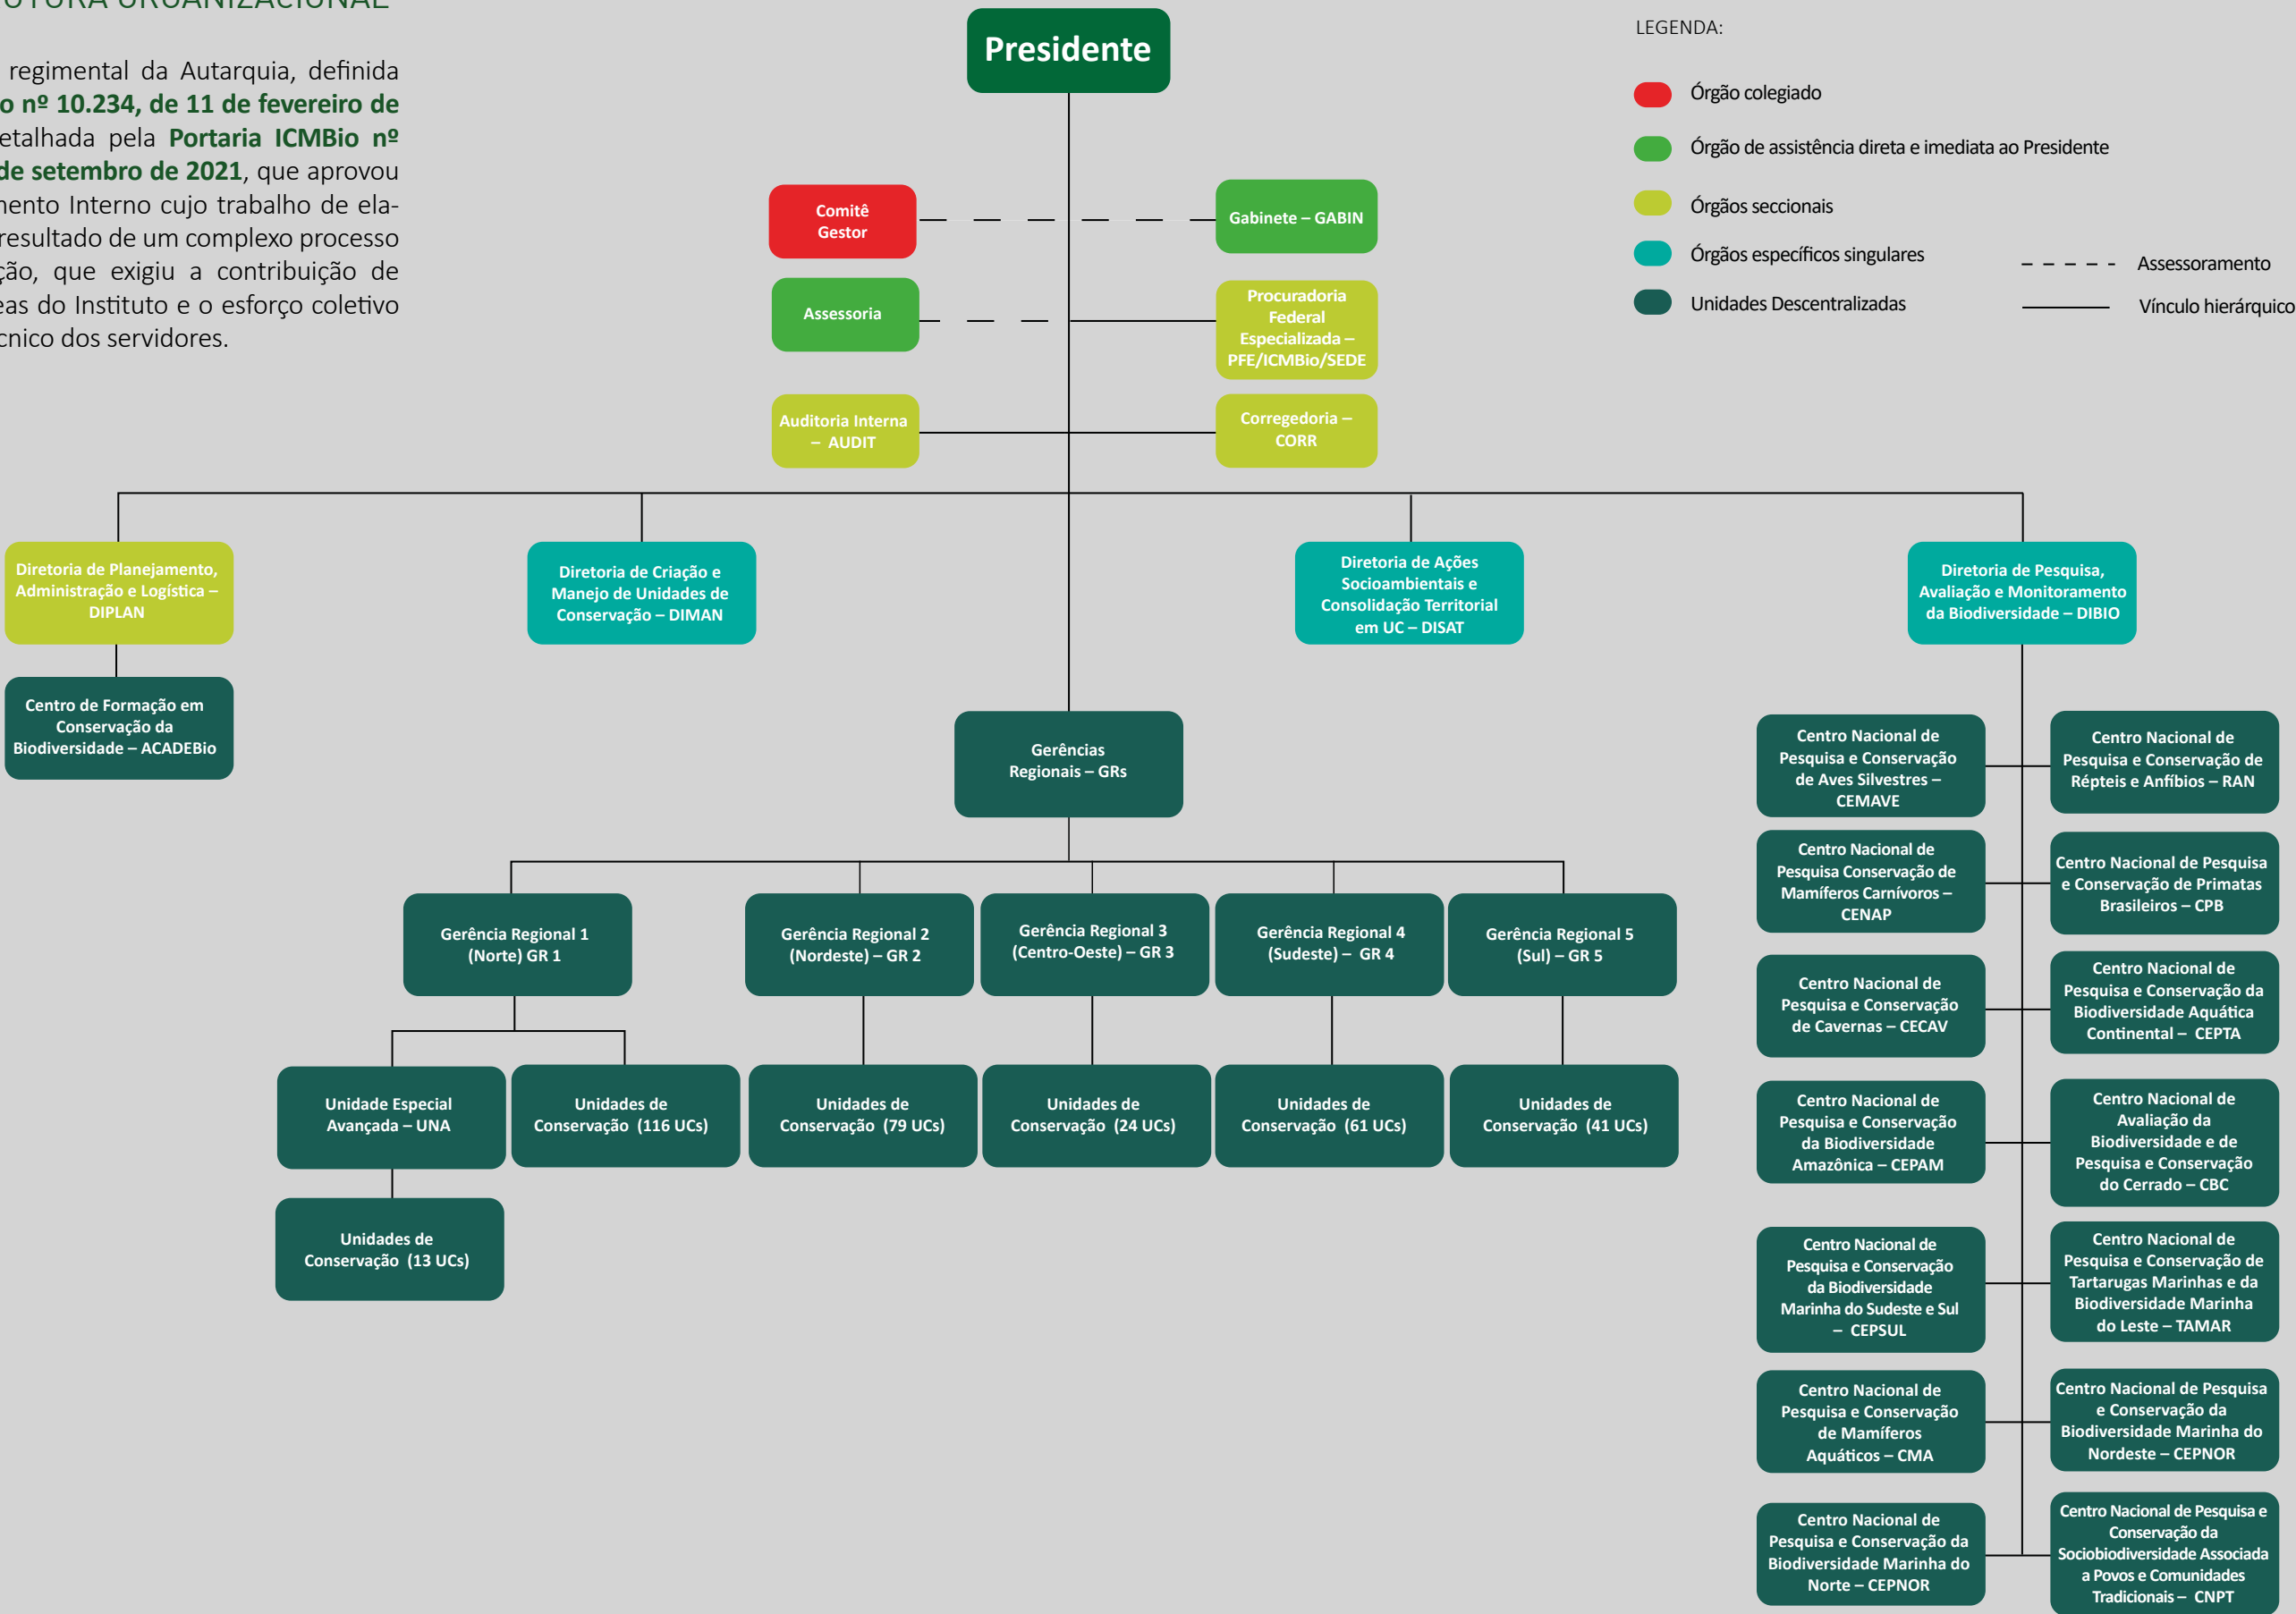 UTURA ORGANIZACIONAL
regimental da Autarquia, definida
o nº 10.234, de 11 de fevereiro de
etalhada pela Portaria ICMBio nº
de setembro de 2021, que aprovou
mento Interno cujo trabalho de ela-
resultado de um complexo processo
ção, que exigiu a contribuição de
eas do Instituto e o esforço coletivo
cnico dos servidores.
Presidente
LEGENDA:
Órgão colegiado
Órgão de assistência direta e imediata ao Presidente
Órgãos seccionais
Órgãos específicos singulares
Unidades Descentralizadas
Assessoramento
Vínculo hierárquico
Comitê
Gestor
Gabinete – GABIN
Assessoria
Procuradoria
Federal
Especializada –
PFE/ICMBio/SEDE
Auditoria Interna
– AUDIT
Corregedoria –
CORR
Diretoria de Planejamento,
Administração e Logística –
DIPLAN
Diretoria de Criação e
Manejo de Unidades de
Conservação – DIMAN
Diretoria de Ações
Socioambientais e
Consolidação Territorial
em UC – DISAT
Diretoria de Pesquisa,
Avaliação e Monitoramento
da Biodiversidade – DIBIO
Centro de Formação em
Conservação da
Biodiversidade – ACADEBio
Gerências
Regionais – GRs
Gerência Regional 1
(Norte) GR 1
Gerência Regional 2
(Nordeste) – GR 2
Gerência Regional 3
(Centro-Oeste) – GR 3
Gerência Regional 4
(Sudeste) – GR 4
Gerência Regional 5
(Sul) – GR 5
Unidade Especial
Avançada – UNA
Unidades de
Conservação (116 UCs)
Unidades de
Conservação (79 UCs)
Unidades de
Conservação (24 UCs)
Unidades de
Conservação (61 UCs)
Unidades de
Conservação (41 UCs)
Unidades de
Conservação (13 UCs)
Centro Nacional de
Pesquisa e Conservação
de Aves Silvestres –
CEMAVE
Centro Nacional de
Pesquisa e Conservação de
Répteis e Anfíbios – RAN
Centro Nacional de
Pesquisa Conservação de
Mamíferos Carnívoros –
CENAP
Centro Nacional de Pesquisa
e Conservação de Primatas
Brasileiros – CPB
Centro Nacional de
Pesquisa e Conservação
de Cavernas – CECAV
Centro Nacional de
Pesquisa e Conservação da
Biodiversidade Aquática
Continental – CEPTA
Centro Nacional de
Pesquisa e Conservação
da Biodiversidade
Amazônica – CEPAM
Centro Nacional de
Avaliação da
Biodiversidade e de
Pesquisa e Conservação
do Cerrado – CBC
Centro Nacional de
Pesquisa e Conservação
da Biodiversidade
Marinha do Sudeste e Sul
– CEPSUL
Centro Nacional de
Pesquisa e Conservação de
Tartarugas Marinhas e da
Biodiversidade Marinha
do Leste – TAMAR
Centro Nacional de
Pesquisa e Conservação
de Mamíferos
Aquáticos – CMA
Centro Nacional de Pesquisa
e Conservação da
Biodiversidade Marinha do
Nordeste – CEPNOR
Centro Nacional de
Pesquisa e Conservação da
Biodiversidade Marinha do
Norte – CEPNOR
Centro Nacional de Pesquisa e
Conservação da
Sociobiodiversidade Associada
a Povos e Comunidades
Tradicionais – CNPT